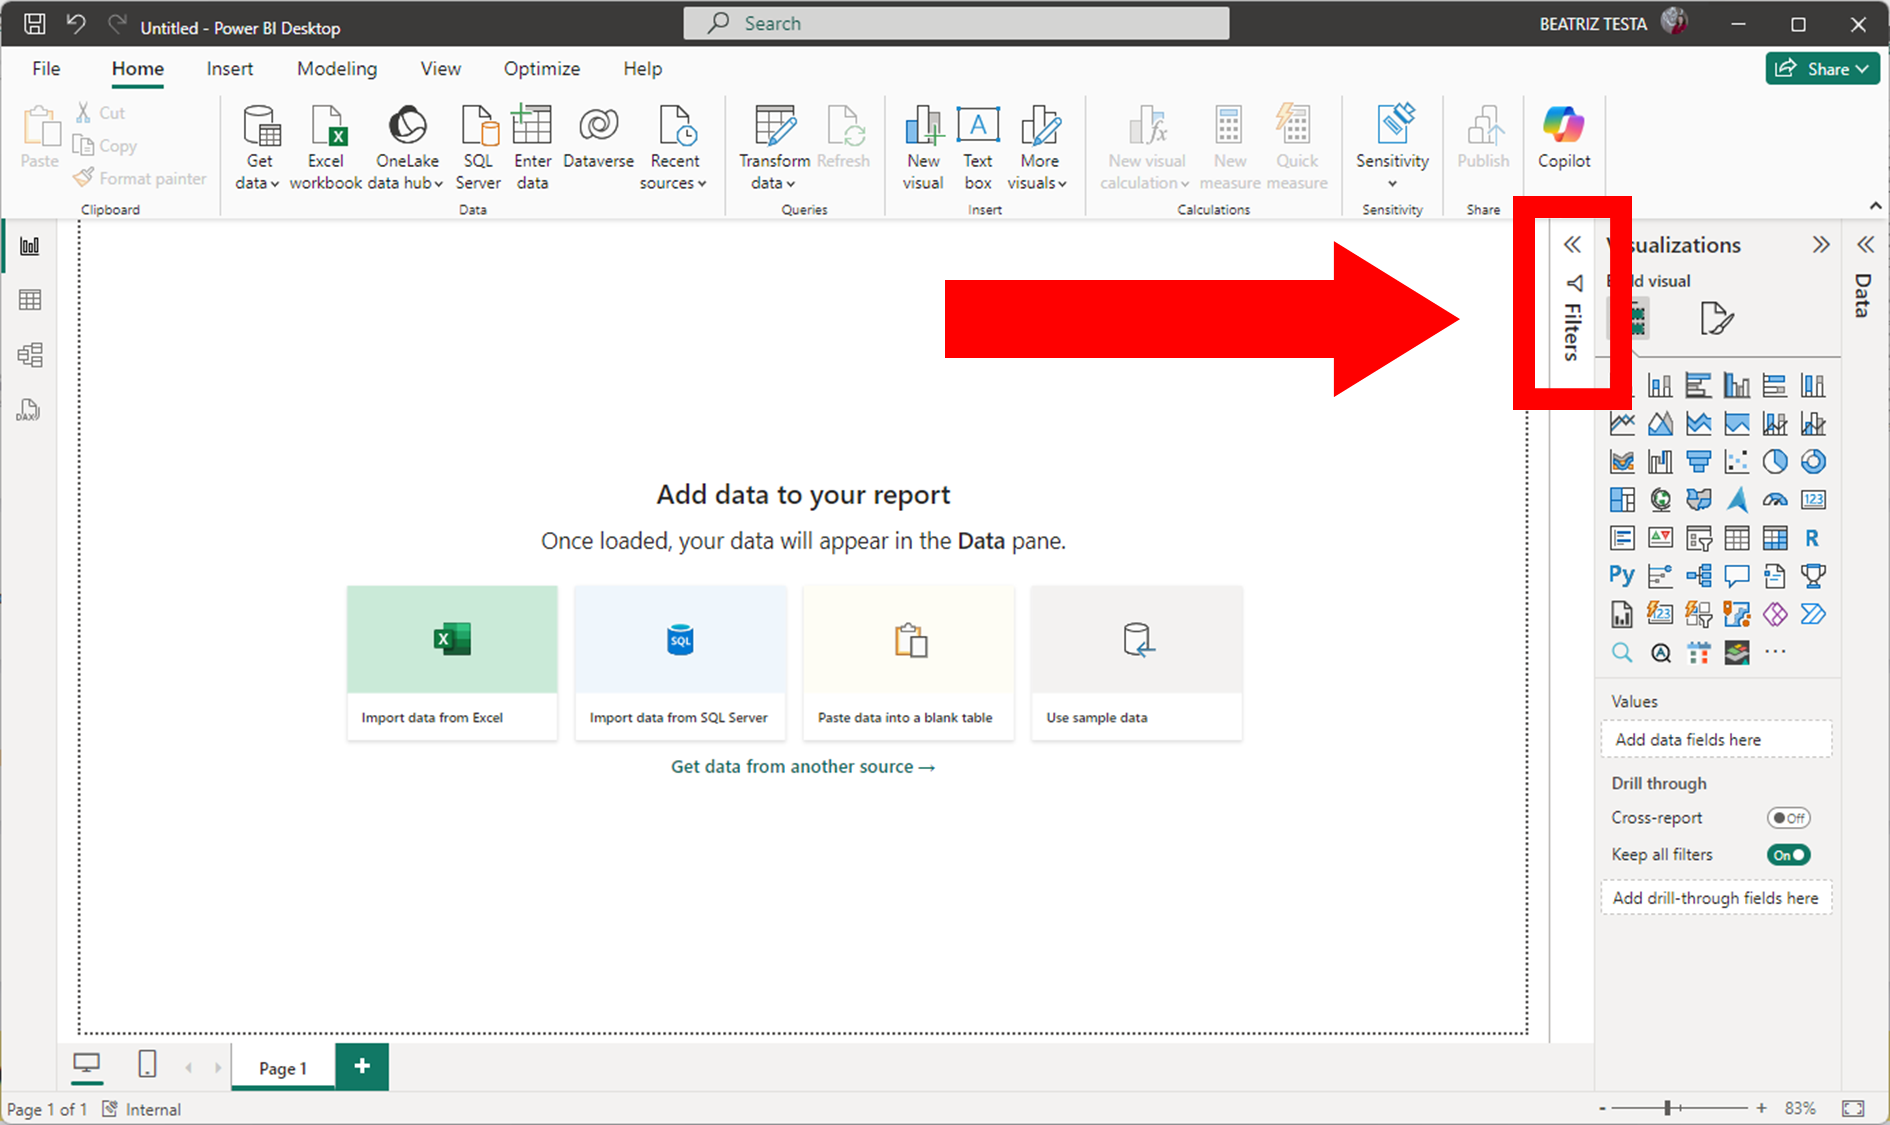 Untitled - Power BI Desktop
Search
BEATRIZ TESTA
File
Home
Insert
Modeling
View
Optimize
Help
Share
Paste
Cut
Copy
Format painter
Clipboard
Get data
Excel workbook
OneLake data hub
SQL Server
Enter data
Dataverse
Recent sources
Data
Transform data
Refresh
Queries
New visual
A
Text box
More visuals
Insert
New visual calculation
New measure
Quick measure
Calculations
Sensitivity
Sensitivity
Publish
Share
Copilot
DAX
Filters
sualizations
ld visual
Data
123
R
Py
123
Add data to your report
Once loaded, your data will appear in the Data pane.
X
SQL
Import data from Excel
Import data from SQL Server
Paste data into a blank table
Use sample data
Get data from another source →
Values
Add data fields here
Drill through
Cross-report
Off
Keep all filters
On
Add drill-through fields here
Page 1
+
Page 1 of 1
Internal
- + 83%